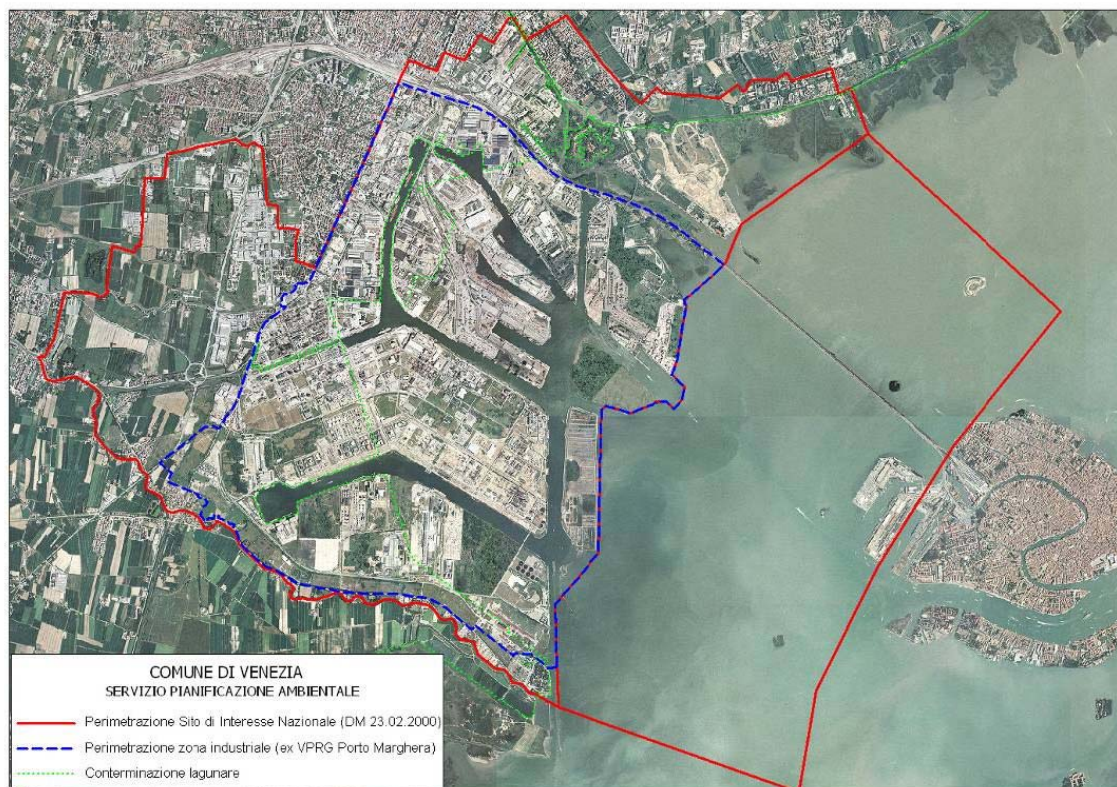 COMUNE DI VENEZIA
SERVIZIO PIANIFICAZIONE AMBIENTALE
Perimetrazione Sito di Interesse Nazionale (DM 23.02.2000)
Perimetrazione zona industriale (ex VPRG Porto Marghera)
Conterminazione lagunare